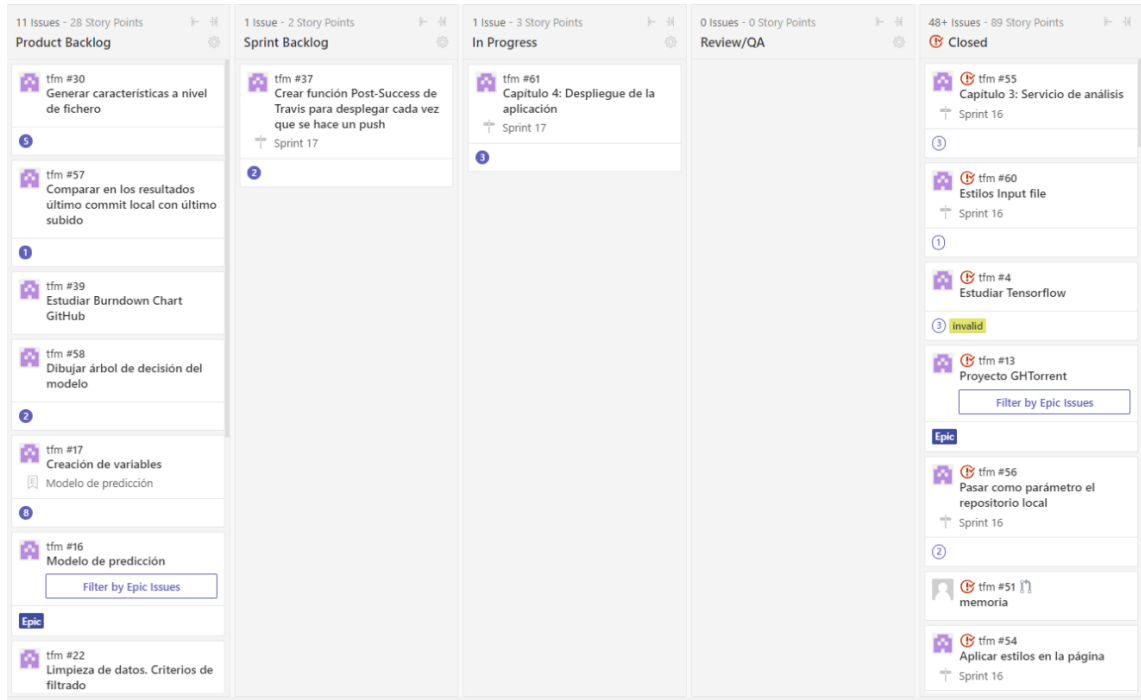 11 Issues - 28 Story Points
Product Backlog
tfm #30
Generar características a nivel
de fichero
5
tfm #57
Comparar en los resultados
último commit local con último
subido
1
tfm #39
Estudiar Burndown Chart
GitHub
tfm #58
Dibujar árbol de decisión del
modelo
2
tfm #17
Creación de variables
Modelo de predicción
8
tfm #16
Modelo de predicción
Filter by Epic Issues
Epic
tfm #22
Limpieza de datos. Criterios de
filtrado
1 Issue - 2 Story Points
Sprint Backlog
tfm #37
Crear función Post-Success de
Travis para desplegar cada vez
que se hace un push
Sprint 17
2
1 Issue - 3 Story Points
In Progress
tfm #61
Capítulo 4: Despliegue de la
aplicación
Sprint 17
3
0 Issues - 0 Story Points
Review/QA
48+ Issues - 89 Story Points
Closed
tfm #55
Capítulo 3: Servicio de análisis
Sprint 16
3
tfm #60
Estilos Input file
Sprint 16
1
tfm #4
Estudiar Tensorflow
3 invalid
tfm #13
Proyecto GHTorrent
Filter by Epic Issues
Epic
tfm #56
Pasar como parámetro el
repositorio local
Sprint 16
2
tfm #51
memoria
tfm #54
Aplicar estilos en la página
Sprint 16